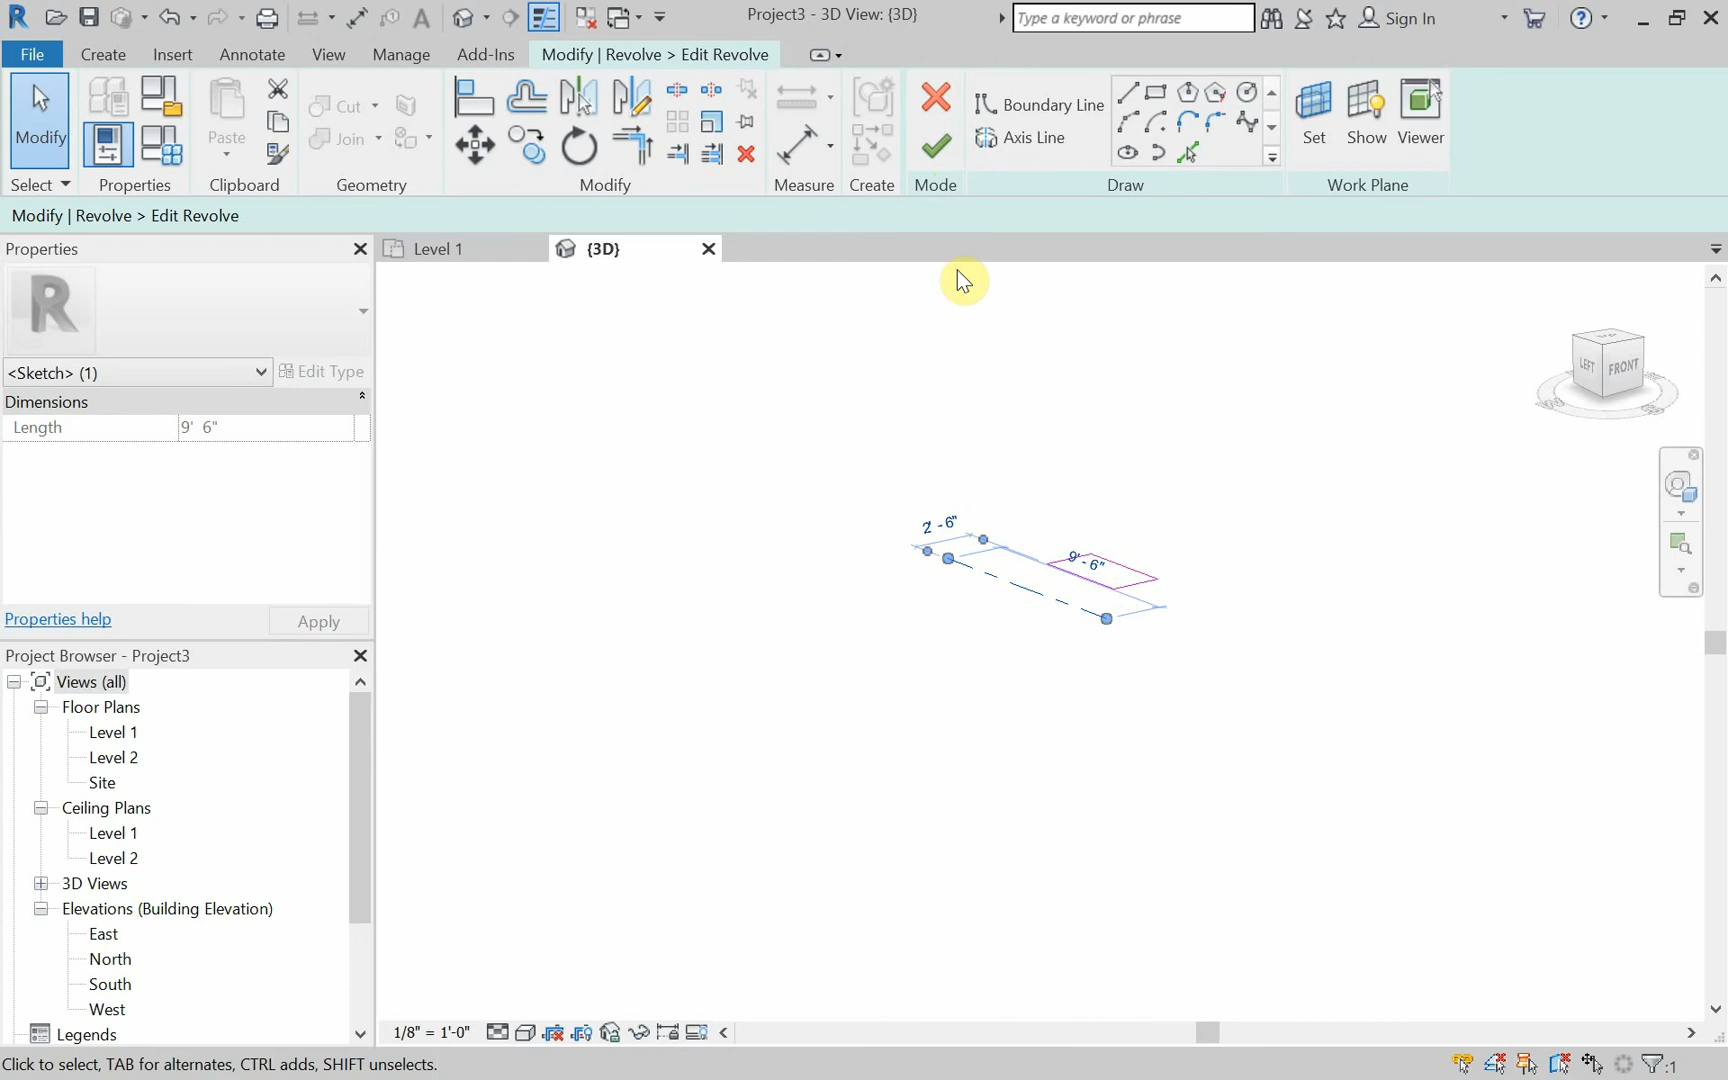 Project3 - 3D View: {3D}
Type a keyword or phrase
Sign In
File
Create
Insert
Annotate
View
Manage
Add-Ins
Modify | Revolve > Edit Revolve
Modify
Paste
Cut
Join
Boundary Line
Axis Line
Set
Show
Viewer
Select
Properties
Clipboard
Geometry
Modify
Measure
Create
Mode
Draw
Work Plane
Modify | Revolve > Edit Revolve
Properties
Level 1
{3D}
R
<Sketch> (1)
Edit Type
Dimensions
Length
9' 6"
LEFT
FRONT
2'-6"
9'-6"
Properties help
Apply
Project Browser - Project3
Views (all)
Floor Plans
Level 1
Level 2
Site
Ceiling Plans
Level 1
Level 2
3D Views
Elevations (Building Elevation)
East
North
South
West
Legends
1/8" = 1'-0"
Click to select, TAB for alternates, CTRL adds, SHIFT unselects.
:1